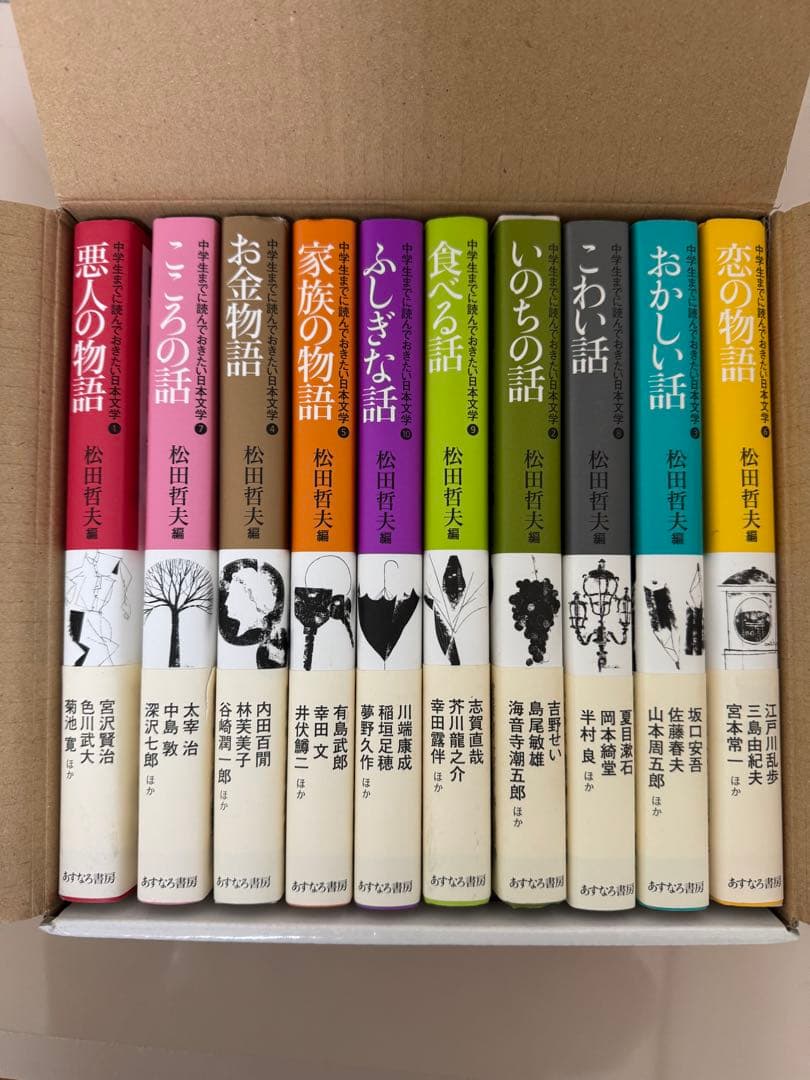 中学生までに読んでおきたい日本文学①
悪人の物語
松田哲夫 編
宮沢賢治
色川武大
菊池 寛 ほか
あすなろ書房
中学生までに読んでおきたい日本文学⑦
こころの話
松田哲夫 編
太宰 治
中島 敦
深沢七郎 ほか
あすなろ書房
中学生までに読んでおきたい日本文学④
お金物語
松田哲夫 編
内田百閒
林芙美子
谷崎潤一郎 ほか
あすなろ書房
中学生までに読んでおきたい日本文学⑤
家族の物語
松田哲夫 編
有島武郎
幸田 文
井伏鱒二 ほか
あすなろ書房
中学生までに読んでおきたい日本文学⑩
ふしぎな話
松田哲夫 編
川端康成
稲垣足穂
夢野久作 ほか
あすなろ書房
中学生までに読んでおきたい日本文学⑨
食べる話
松田哲夫 編
志賀直哉
芥川龍之介
幸田露伴 ほか
あすなろ書房
中学生までに読んでおきたい日本文学②
いのちの話
松田哲夫 編
吉野せい
島尾敏雄
海音寺潮五郎 ほか
あすなろ書房
中学生までに読んでおきたい日本文学⑧
こわい話
松田哲夫 編
夏目漱石
岡本綺堂
半村 良 ほか
あすなろ書房
中学生までに読んでおきたい日本文学③
おかしい話
松田哲夫 編
坂口安吾
佐藤春夫
山本周五郎 ほか
あすなろ書房
中学生までに読んでおきたい日本文学⑥
恋の物語
松田哲夫 編
江戸川乱歩
三島由紀夫
宮本常一 ほか
あすなろ書房